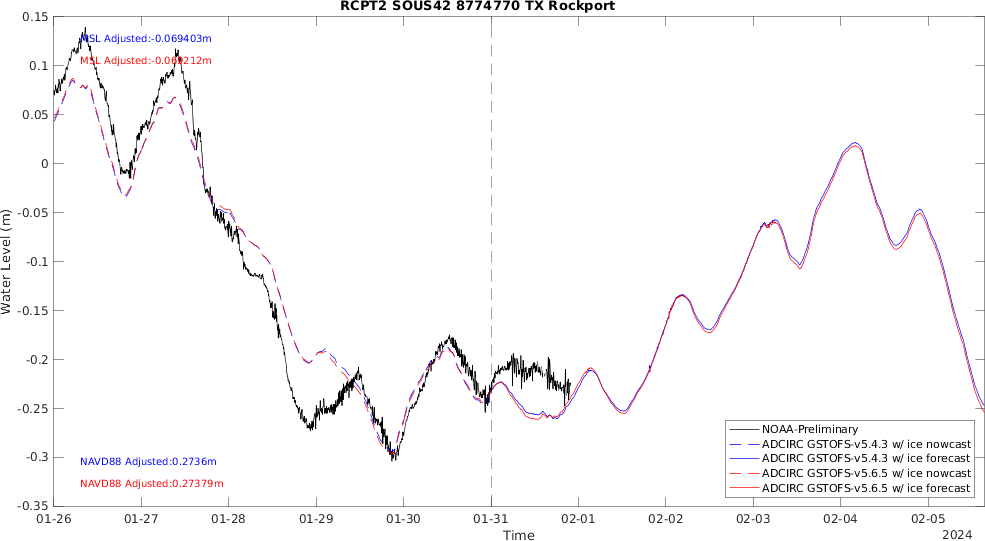 RCPT2 SOUS42 8774770 TX Rockport
0.15
0.1
0.05
0
-0.05
-0.1
-0.15
-0.2
-0.25
-0.3
-0.35
Water Level (m)
MSL Adjusted:-0.069403m
MSL Adjusted:-0.069212m
NAVD88 Adjusted:0.2736m
NAVD88 Adjusted:0.27379m
NOAA-Preliminary
ADCIRC GSTOFS-v5.4.3 w/ ice nowcast
ADCIRC GSTOFS-v5.4.3 w/ ice forecast
ADCIRC GSTOFS-v5.6.5 w/ ice nowcast
ADCIRC GSTOFS-v5.6.5 w/ ice forecast
01-26 01-27 01-28 01-29 01-30 01-31 02-01 02-02 02-03 02-04 02-05
Time
2024